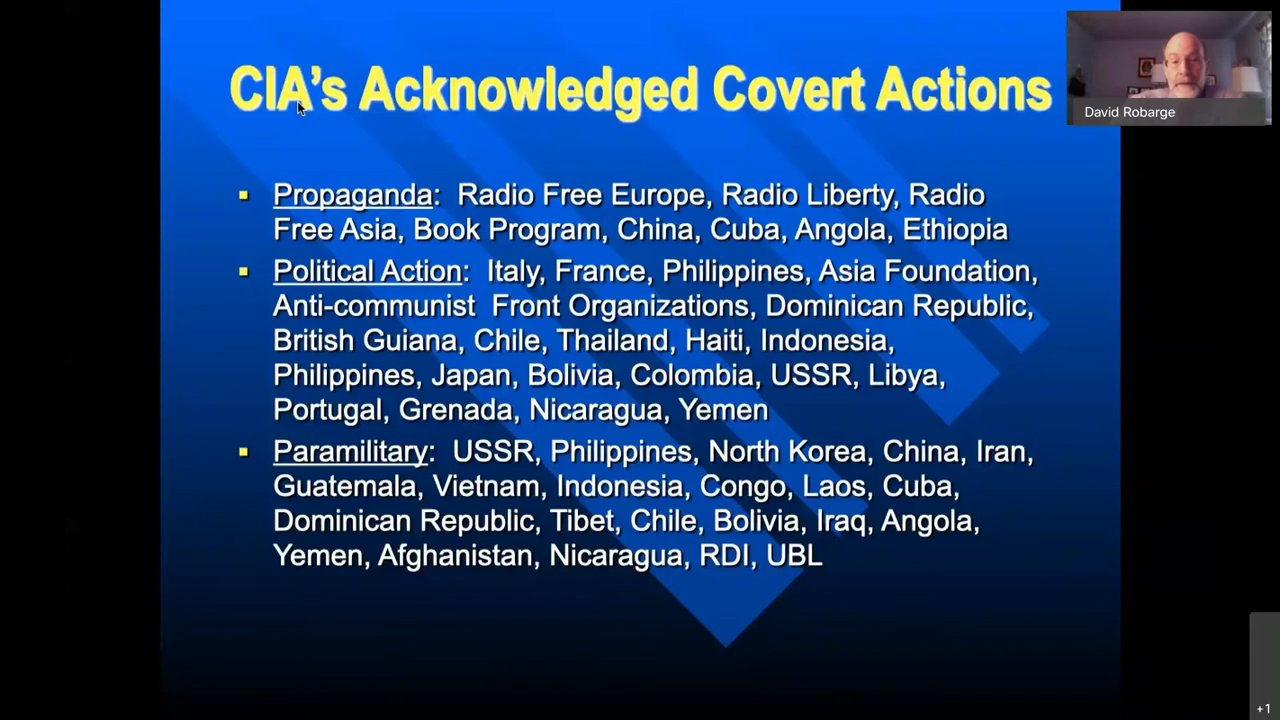 CIA's Acknowledged Covert Actions
David Robarge
▪ Propaganda: Radio Free Europe, Radio Liberty, Radio
Free Asia, Book Program, China, Cuba, Angola, Ethiopia
▪ Political Action: Italy, France, Philippines, Asia Foundation,
Anti-communist Front Organizations, Dominican Republic,
British Guiana, Chile, Thailand, Haiti, Indonesia,
Philippines, Japan, Bolivia, Colombia, USSR, Libya,
Portugal, Grenada, Nicaragua, Yemen
▪ Paramilitary: USSR, Philippines, North Korea, China, Iran,
Guatemala, Vietnam, Indonesia, Congo, Laos, Cuba,
Dominican Republic, Tibet, Chile, Bolivia, Iraq, Angola,
Yemen, Afghanistan, Nicaragua, RDI, UBL
+1